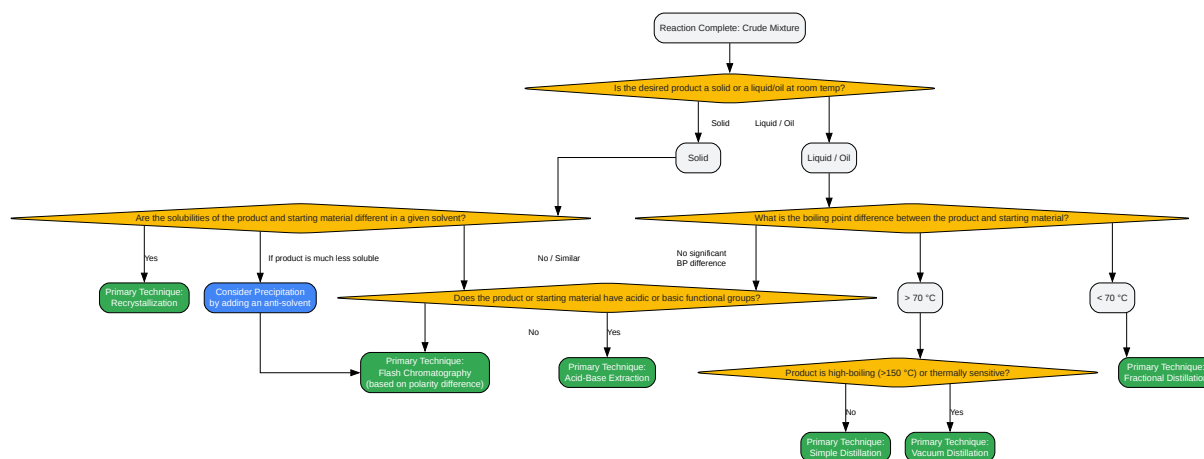 Reaction Complete: Crude Mixture
Is the desired product a solid or a liquid/oil at room temp?
Solid
Liquid / Oil
Solid
Liquid / Oil
Are the solubilities of the product and starting material different in a given solvent?
What is the boiling point difference between the product and starting material?
Yes
If product is much less soluble
No / Similar
No significant
BP difference
Primary Technique:
Recrystallization
Consider Precipitation
by adding an anti-solvent
Does the product or starting material have acidic or basic functional groups?
> 70 °C
< 70 °C
No
Yes
Primary Technique:
Flash Chromatography
(based on polarity difference)
Primary Technique:
Acid-Base Extraction
Product is high-boiling (>150 °C) or thermally sensitive?
Primary Technique:
Fractional Distillation
No
Yes
Primary Technique:
Simple Distillation
Primary Technique:
Vacuum Distillation